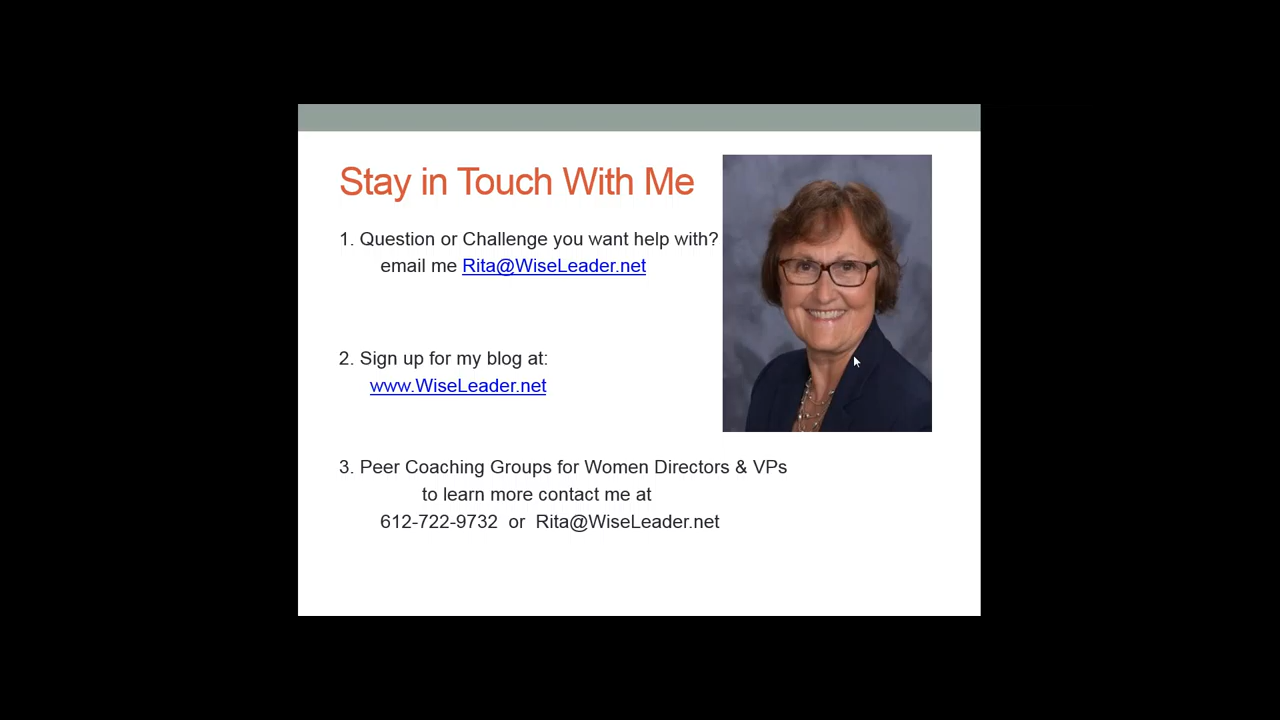 Stay in Touch With Me
1. Question or Challenge you want help with?
email me Rita@WiseLeader.net
2. Sign up for my blog at:
www.WiseLeader.net
3. Peer Coaching Groups for Women Directors & VPs
to learn more contact me at
612-722-9732 or Rita@WiseLeader.net